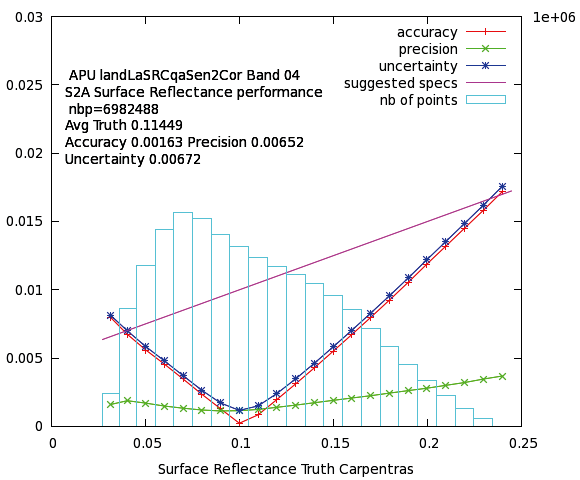 0.03
1e+06
accuracy
precision
APU landLaSRCqaSen2Cor Band 04
uncertainty
0.025
suggested specs
S2A Surface Reflectance performance
nb of points
nbp=6982488
Avg Truth 0.11449
Accuracy 0.00163 Precision 0.00652
0.02
Uncertainty 0.00672
0.015
0.01
0.005
0
0
0.05
0.1
0.15
0.2
0.25
Surface Reflectance Truth Carpentras